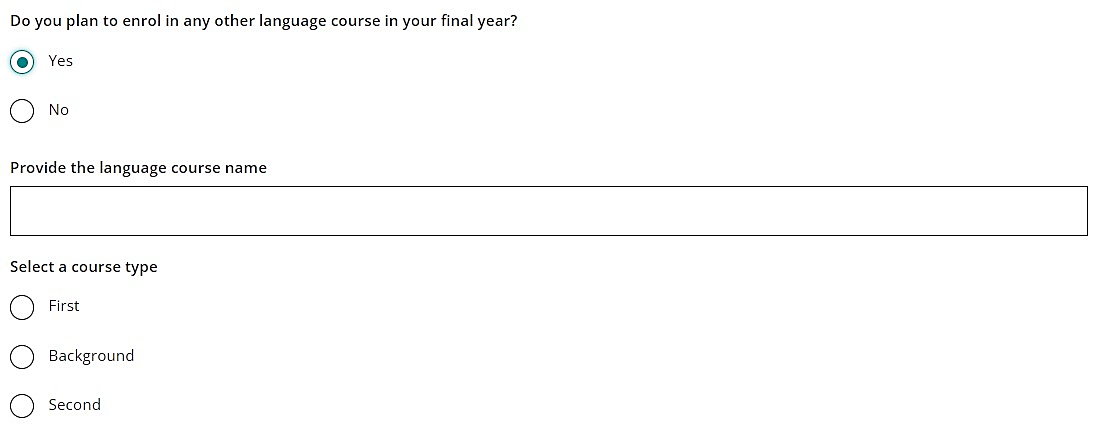 Do you plan to enrol in any other language course in your final year?
Yes
No
Provide the language course name
Select a course type
First
Background
Second